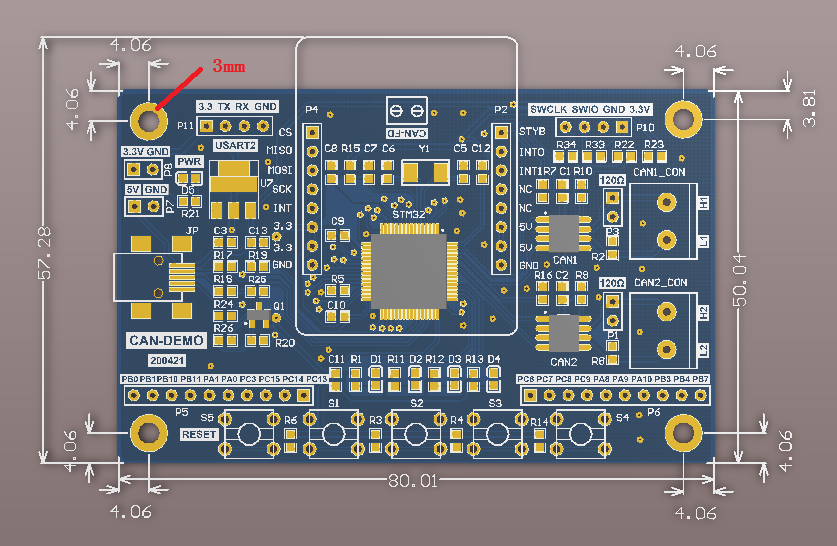 4.06
4.06
3mm
4.06
3.81
57.28
50.04
3.3 TX RX GND
P11
USART2
P4
CAN-FD
P2
SWCLK SWIO GND 3.3V
P10
3.3V GND
P8
PWR
D5
5V GND
P7
R21
U7
CS
MISO
MOSI
SCK
INT
3.3
3.3
GND
C8 R15 C7 C6
Y1
C5 C12
STYB
INTO
INT1
NC
NC
5V
5V
GND
R34 R33 R22 R23
R7 C1 R10
120Ω
CAN1_CON
H1
L1
P3
R2
CAN1
C9
STM32
JP
C3 C13
R17 R19
R18 R25
R24 Q1
R26 R20
R5
C10
R16 C2 R9
120Ω
CAN2_CON
H2
L2
P1
R8
CAN2
CAN-DEMO
200421
C11 R1 D1 R11 D2 R12 D3 R13 D4
PB0 PB1 PB10 PB11 PA1 PA0 PC3 PC15 PC14 PC13
PC6 PC7 PC8 PC9 PA8 PA9 PA10 PB3 PB4 PB7
P5
P6
RESET
S5
R6
S1
R3
S2
R4
S3
R14
S4
4.06
4.06
80.01
4.06
4.06